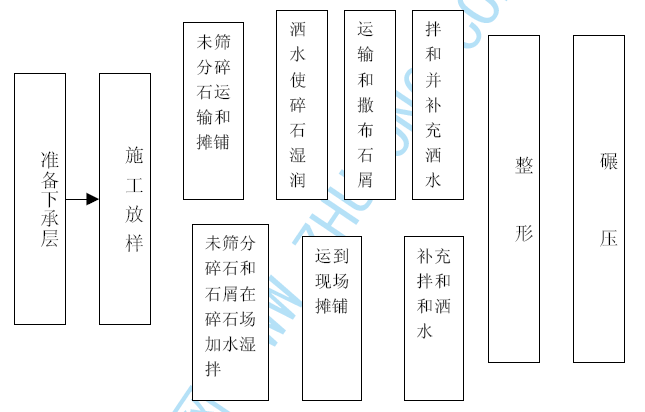 准备下承层
施工放样
未筛
分碎
石运
输和
摊铺
洒水使碎石湿润
运输和撒布石屑
拌和并补充洒水
未筛分
碎石和
石屑在
碎石场
加水湿
拌
运到
现场
摊铺
补充
拌和
和洒
水
整形
碾压